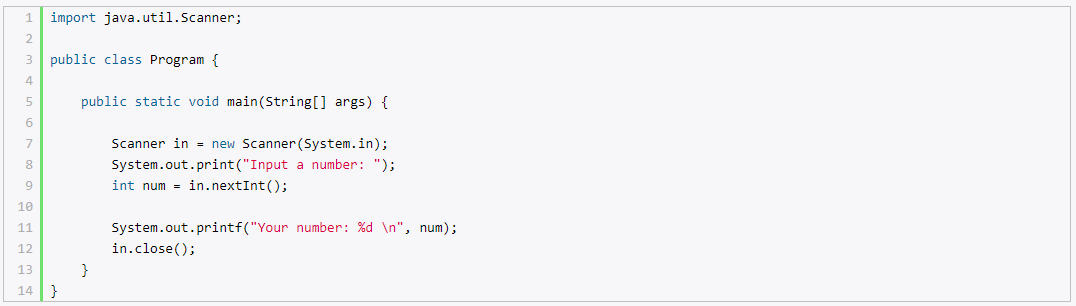 1 import java.util.Scanner;
2
3 public class Program {
4
5     public static void main(String[] args) {
6
7         Scanner in = new Scanner(System.in);
8         System.out.print("Input a number: ");
9         int num = in.nextInt();
10
11         System.out.printf("Your number: %d \n", num);
12         in.close();
13     }
14 }